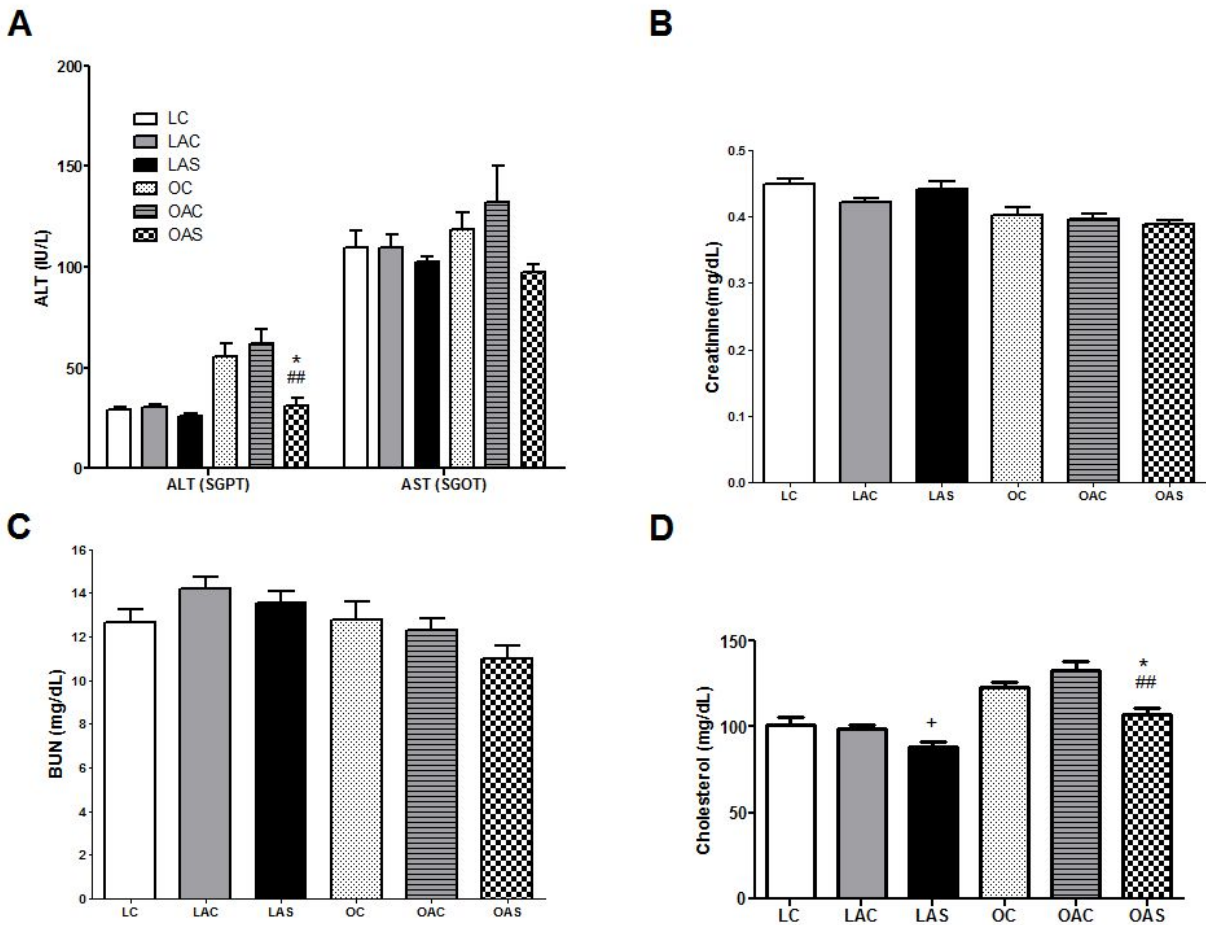 A
200
150
100
50
0
ALT (IU/L)
LC
LAC
LAS
OC
OAC
OAS
*
##
ALT (SGPT) AST (SGOT)
B
0.5
0.4
0.3
0.2
0.1
0.0
Creatinine(mg/dL)
LC LAC LAS OC OAC OAS
C
16
14
12
10
8
6
4
2
0
BUN (mg/dL)
LC LAC LAS OC OAC OAS
D
150
100
50
0
Cholesterol (mg/dL)
+
*
##
LC LAC LAS OC OAC OAS